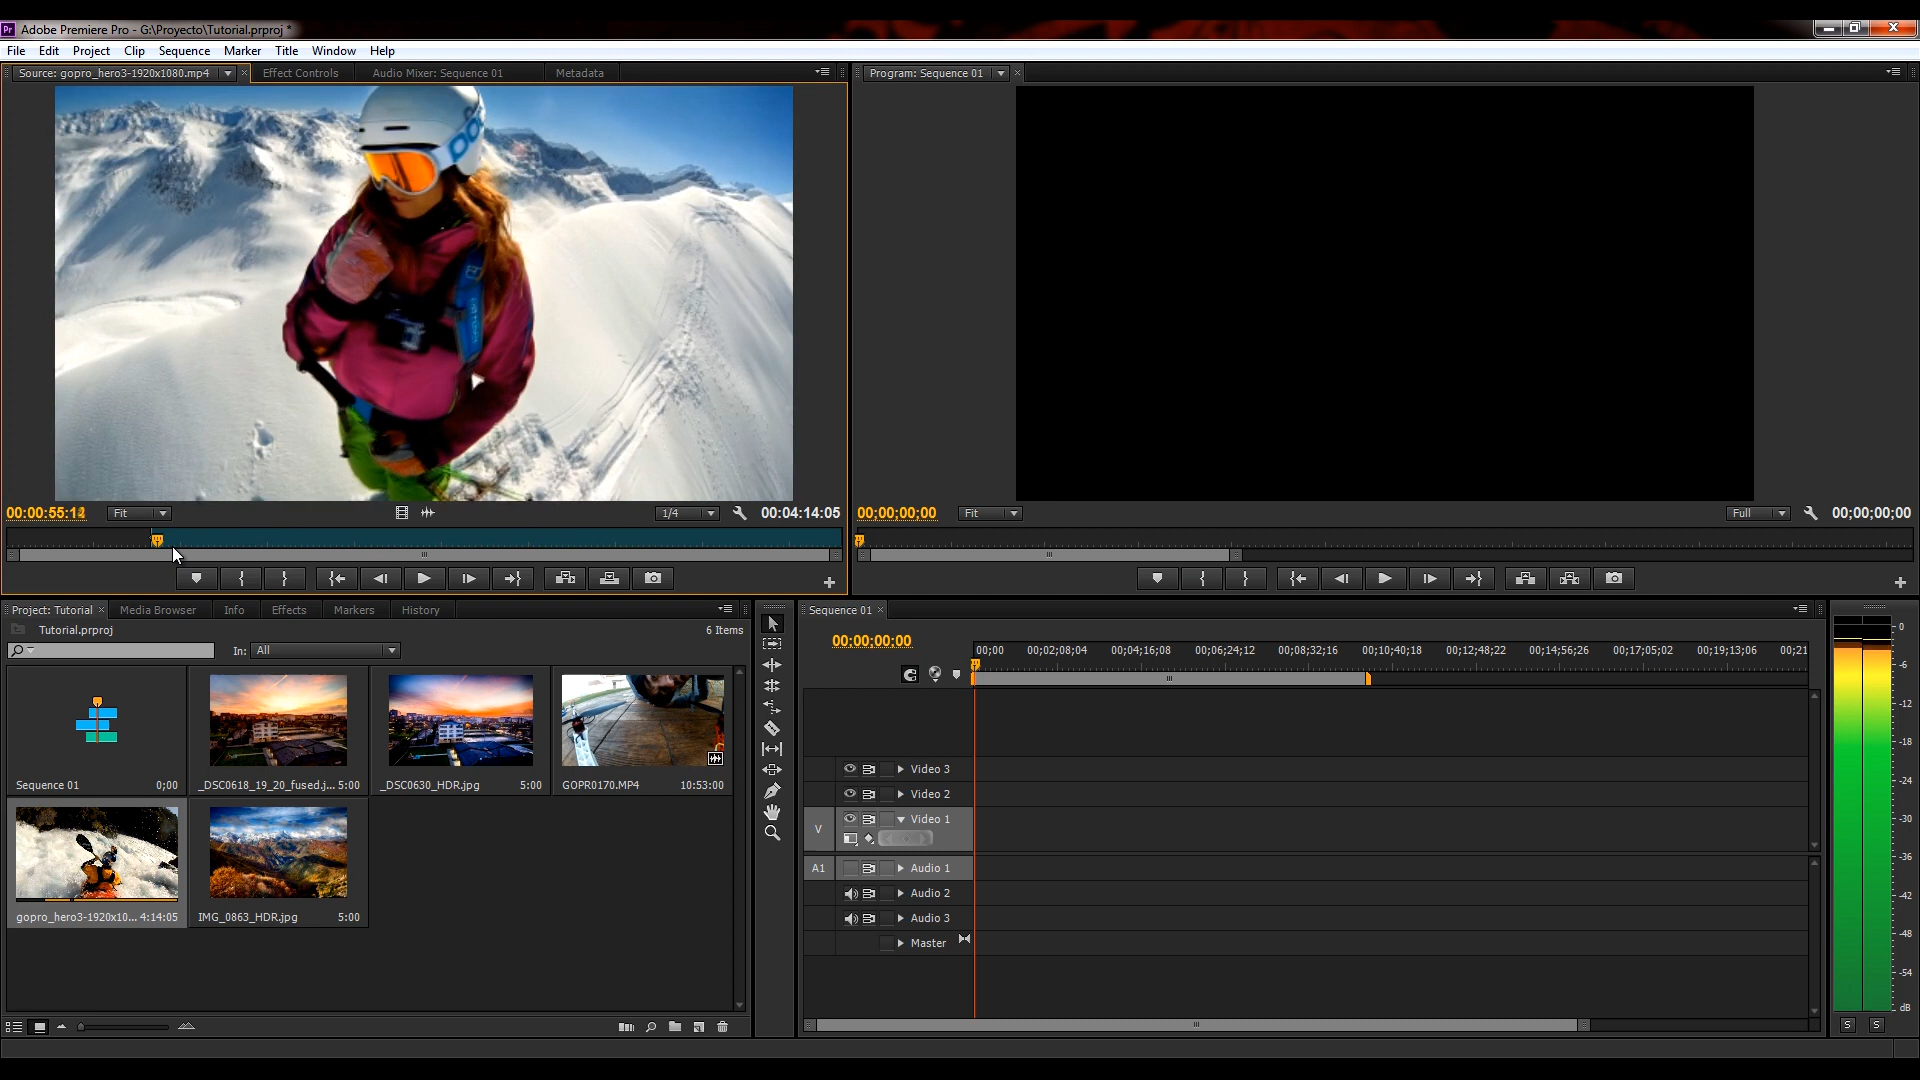 Pr Adobe Premiere Pro - G:\Proyecto\Tutorial.prproj *
File Edit Project Clip Sequence Marker Title Window Help
Source: gopro_hero3-1920x1080.mp4 Effect Controls Audio Mixer: Sequence 01 Metadata
Program: Sequence 01
Fit 1/4 00:04:14:05
00;00;00;00 Fit Full 00;00;00;00
Project: Tutorial Media Browser Info Effects Markers History
Tutorial.prproj 6 Items
In: All
Sequence 01 0;00
_DSC0618_19_20_fused.j... 5:00
_DSC0630_HDR.jpg 5:00
GOPR0170.MP4 10:53:00
gopro_hero3-1920x10... 4:14:05
IMG_0863_HDR.jpg 5:00
Sequence 01
00;00;00;00
00;00 00;02;08;04 00;04;16;08 00;06;24;12 00;08;32;16 00;10;40;18 00;12;48;22 00;14;56;26 00;17;05;02 00;19;13;06 00;21
Video 3
Video 2
V Video 1
A1 Audio 1
Audio 2
Audio 3
Master
0
-6
-12
-18
-24
-30
-36
-42
-48
-54
dB
S S